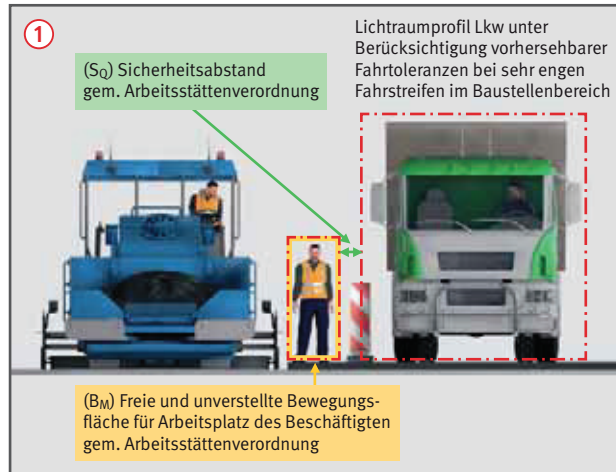 1
Lichtraumprofil Lkw unter
Berücksichtigung vorhersehbarer
Fahrtoleranzen bei sehr engen
Fahrstreifen im Baustellenbereich
(SQ) Sicherheitsabstand
gem. Arbeitsstättenverordnung
(BM) Freie und unverstellte Bewegungs-
fläche für Arbeitsplatz des Beschäftigten
gem. Arbeitsstättenverordnung